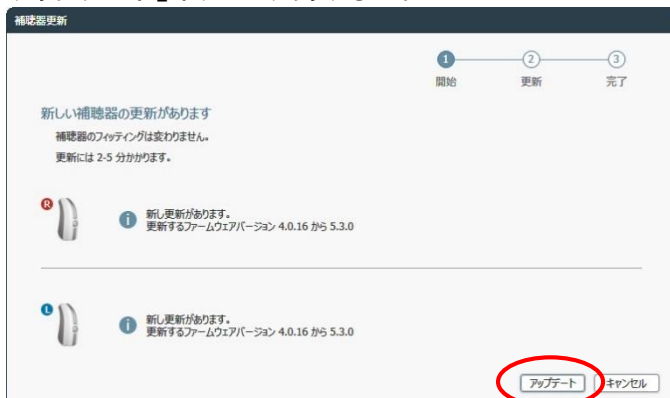 補聴器更新
1 2 3
開始 更新 完了
新しい補聴器の更新があります
補聴器のフィッティングは変わりません。
更新には 2-5 分かかります。
R
新し更新があります。
更新するファームウェアバージョン 4.0.16 から 5.3.0
L
新し更新があります。
更新するファームウェアバージョン 4.0.16 から 5.3.0
アップデート キャンセル